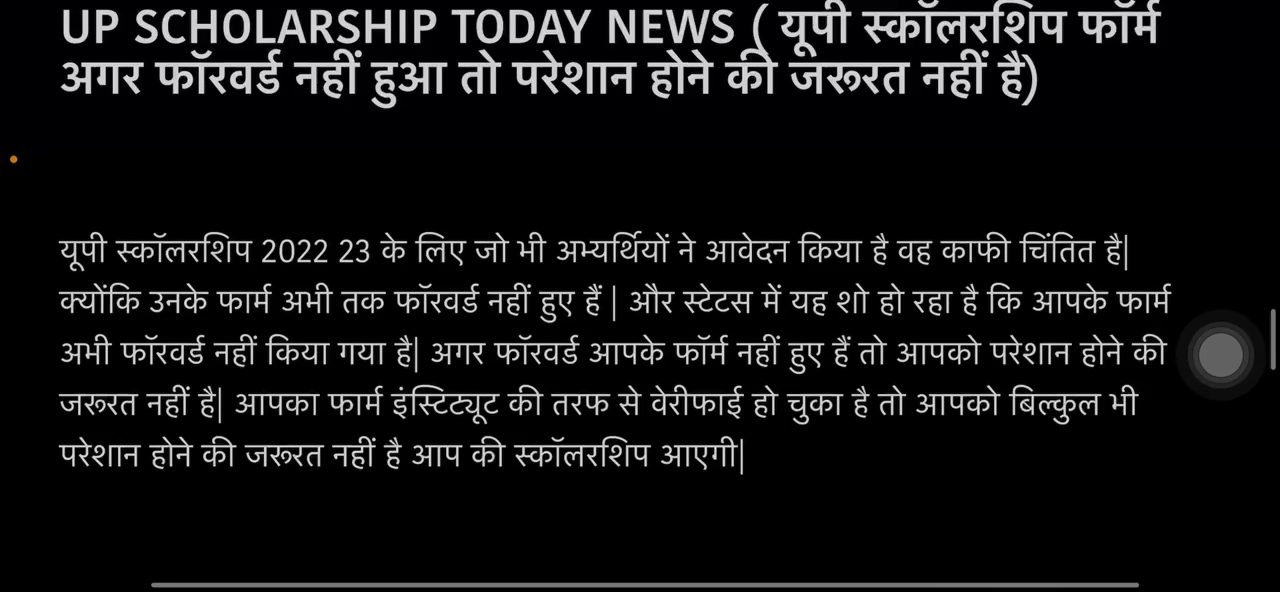 UP SCHOLARSHIP TODAY NEWS ( यूपी स्कॉलरशिप फॉर्म
अगर फॉरवर्ड नहीं हुआ तो परेशान होने की जरूरत नहीं है)
यूपी स्कॉलरशिप 2022 23 के लिए जो भी अभ्यर्थियों ने आवेदन किया है वह काफी चिंतित है|
क्योंकि उनके फार्म अभी तक फॉरवर्ड नहीं हुए हैं | और स्टेटस में यह शो हो रहा है कि आपके फार्म
अभी फॉरवर्ड नहीं किया गया है| अगर फॉरवर्ड आपके फॉर्म नहीं हुए हैं तो आपको परेशान होने की
जरूरत नहीं है| आपका फार्म इंस्टिट्यूट की तरफ से वेरीफाई हो चुका है तो आपको बिल्कुल भी
परेशान होने की जरूरत नहीं है आप की स्कॉलरशिप आएगी|